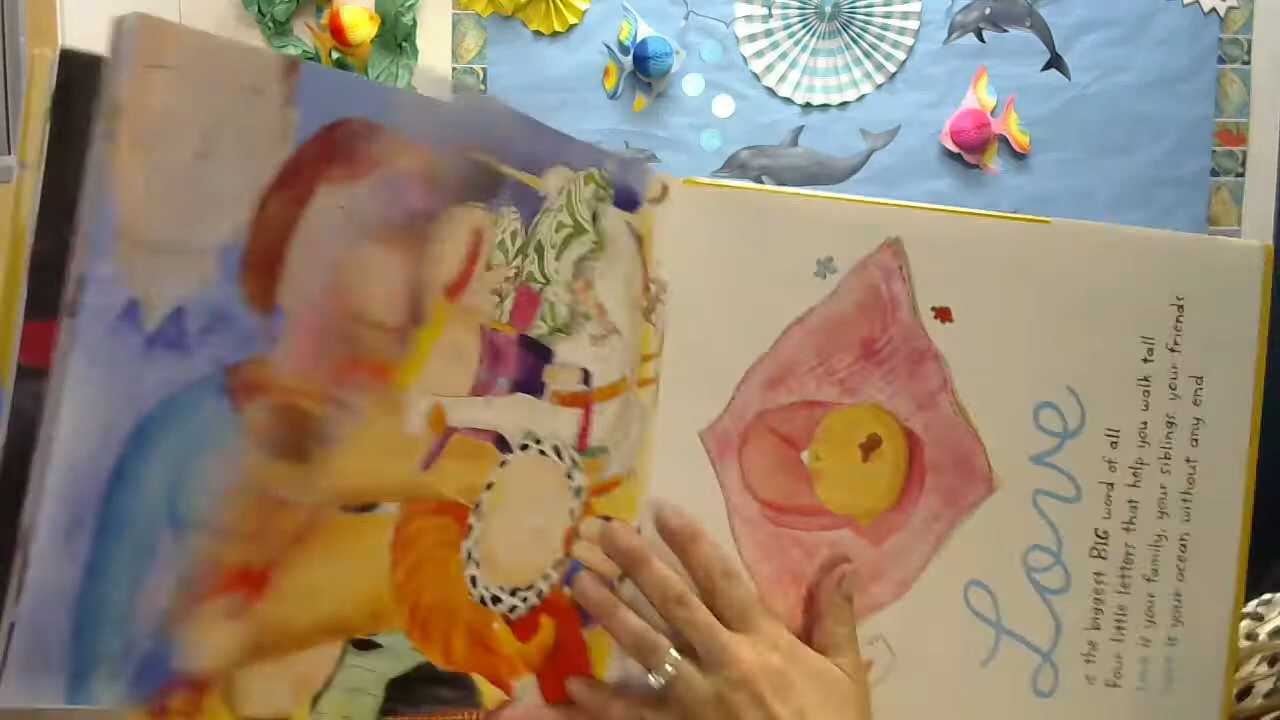 Love
is the biggest BIG word of all
Four little letters that help you walk tall
Love is your family, your siblings, your friends
Love is your ocean without any end